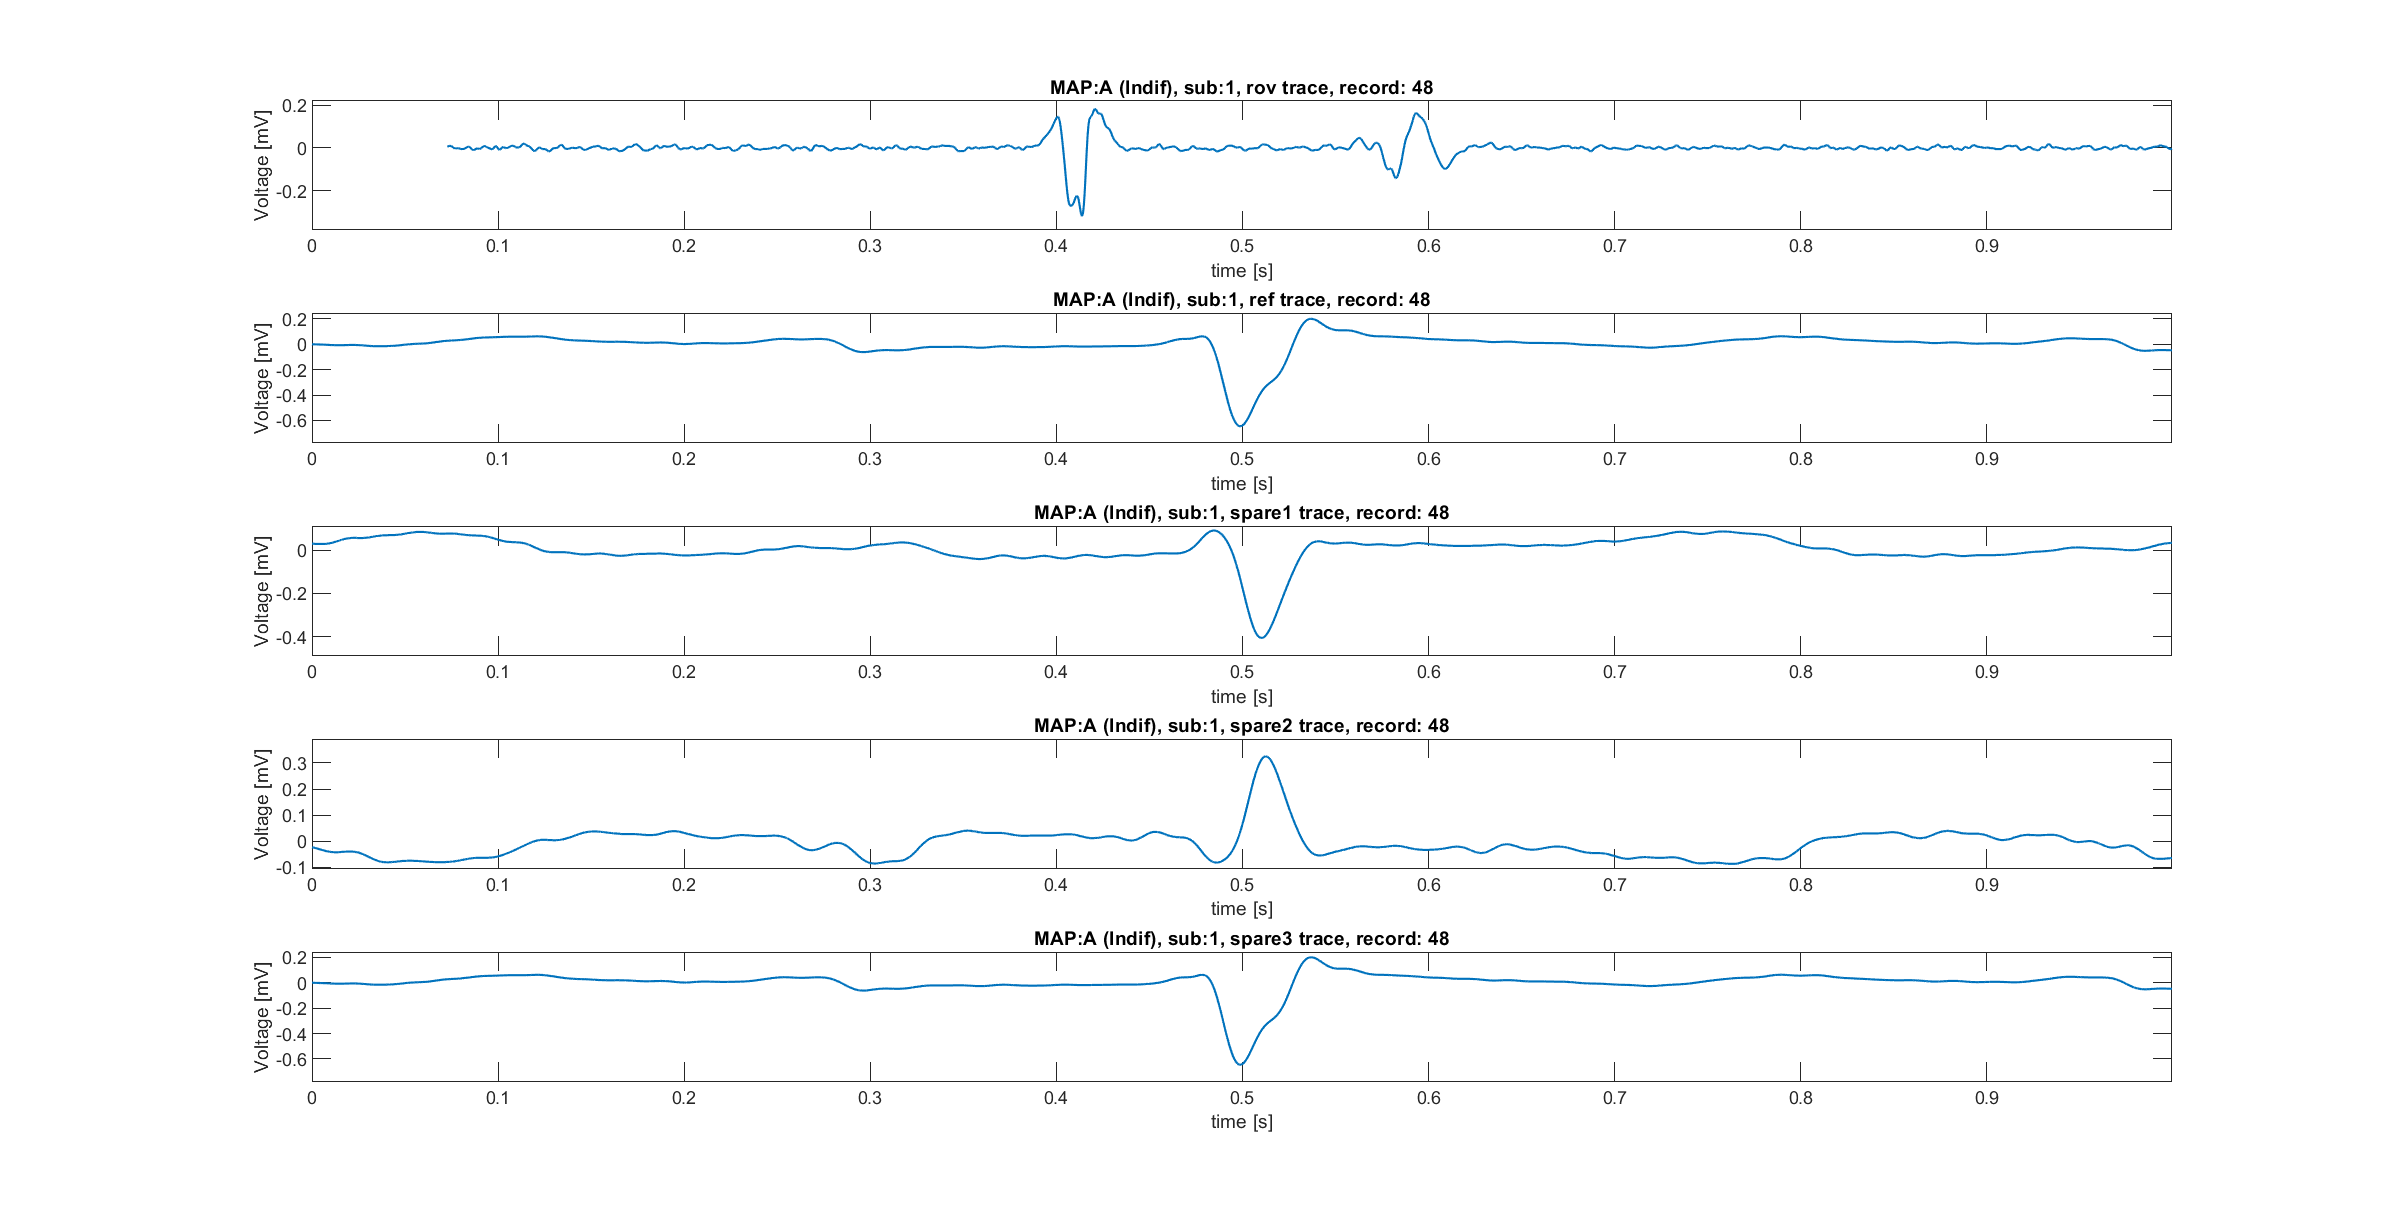 MAP:A (Indif), sub:1, rov trace, record: 48
Voltage [mV]
0.2
0
-0.2
0 0.1 0.2 0.3 0.4 0.5 0.6 0.7 0.8 0.9
time [s]
MAP:A (Indif), sub:1, ref trace, record: 48
Voltage [mV]
0.2
0
-0.2
-0.4
-0.6
0 0.1 0.2 0.3 0.4 0.5 0.6 0.7 0.8 0.9
time [s]
MAP:A (Indif), sub:1, spare1 trace, record: 48
Voltage [mV]
0
-0.2
-0.4
0 0.1 0.2 0.3 0.4 0.5 0.6 0.7 0.8 0.9
time [s]
MAP:A (Indif), sub:1, spare2 trace, record: 48
Voltage [mV]
0.3
0.2
0.1
0
-0.1
0 0.1 0.2 0.3 0.4 0.5 0.6 0.7 0.8 0.9
time [s]
MAP:A (Indif), sub:1, spare3 trace, record: 48
Voltage [mV]
0.2
0
-0.2
-0.4
-0.6
0 0.1 0.2 0.3 0.4 0.5 0.6 0.7 0.8 0.9
time [s]